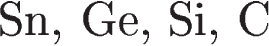 Sn, Ge, Si, C